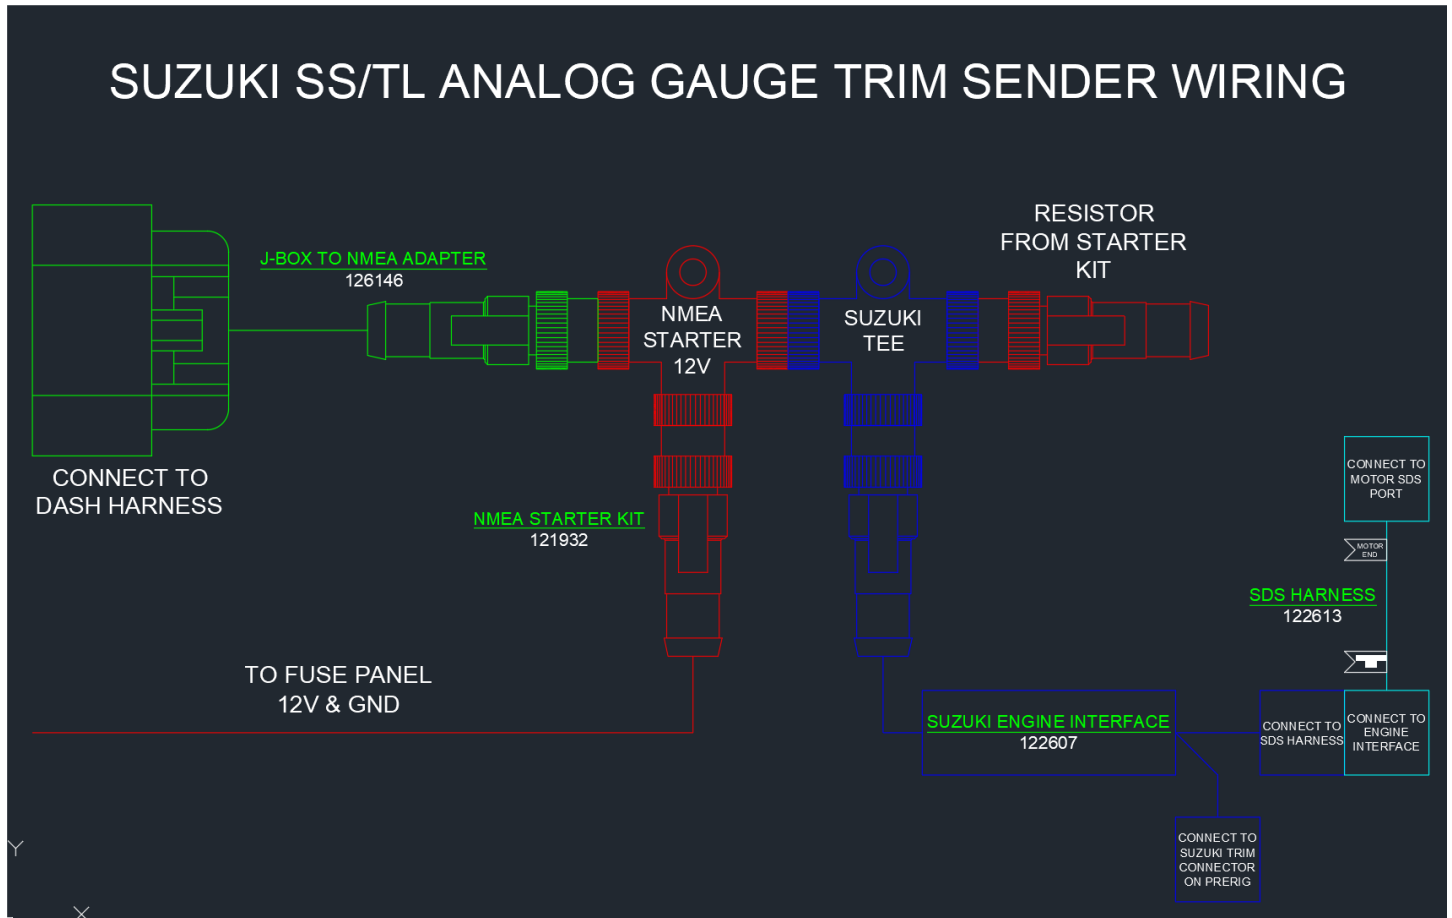 SUZUKI SS/TL ANALOG GAUGE TRIM SENDER WIRING
RESISTOR
FROM STARTER
KIT
J-BOX TO NMEA ADAPTER
126146
NMEA
STARTER
12V
SUZUKI
TEE
CONNECT TO
DASH HARNESS
CONNECT TO
MOTOR SDS
PORT
NMEA STARTER KIT
121932
MOTOR
END
SDS HARNESS
122613
TO FUSE PANEL
12V & GND
SUZUKI ENGINE INTERFACE
122607
CONNECT TO
SDS HARNESS
CONNECT TO
ENGINE
INTERFACE
CONNECT TO
SUZUKI TRIM
CONNECTOR
ON PRERIG
Y
X